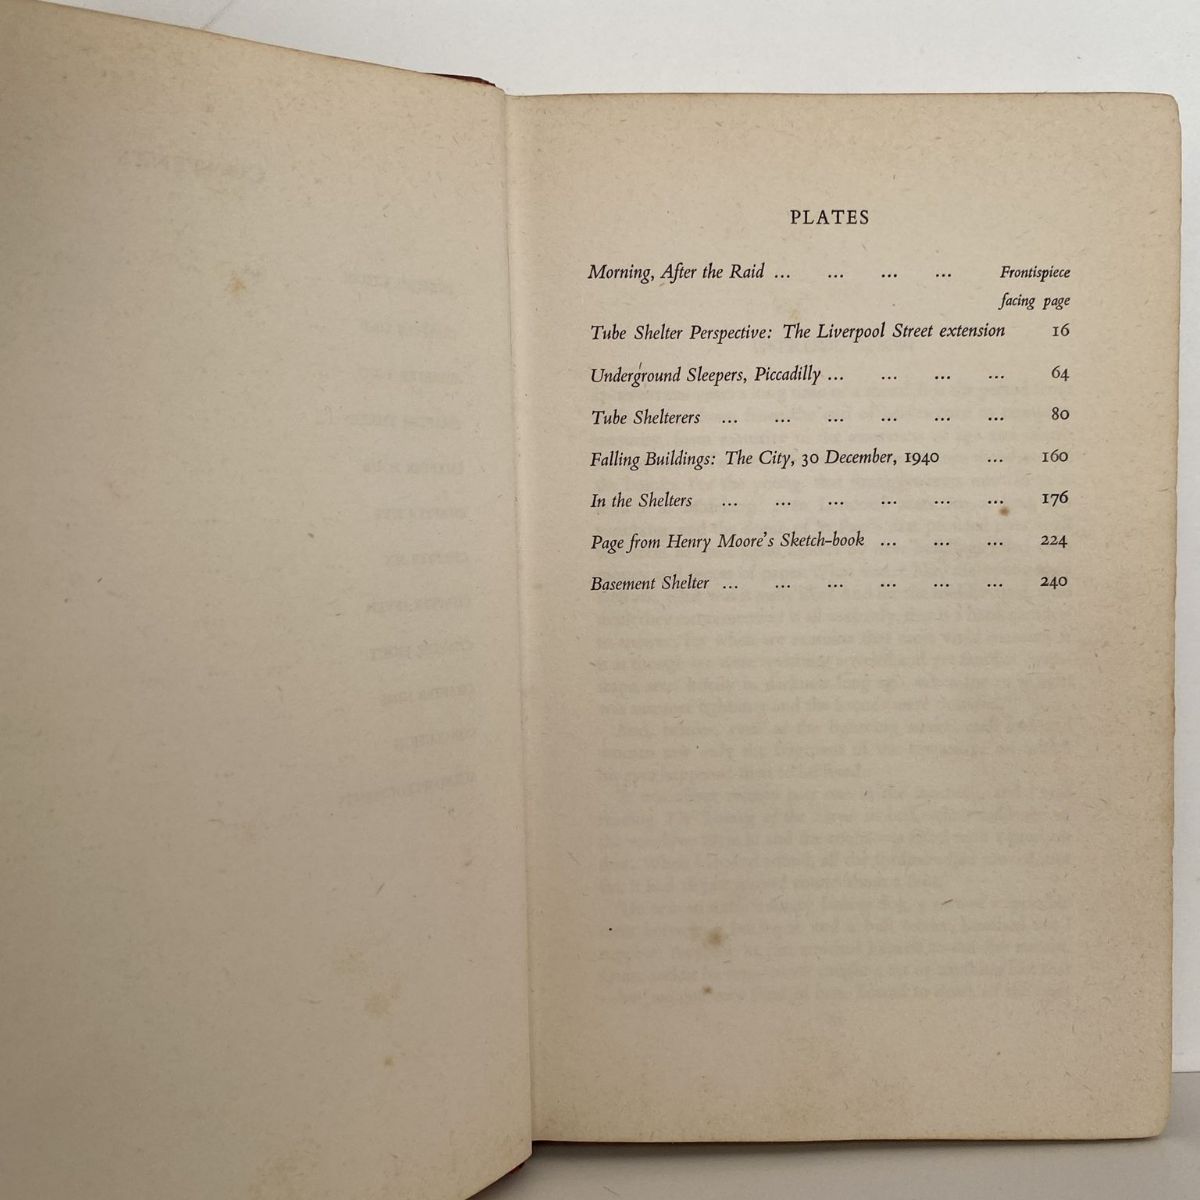 PLATES
Morning, After the Raid ... ... ... ... Frontispiece
facing page
Tube Shelter Perspective: The Liverpool Street extension 16
Underground Sleepers, Piccadilly ... ... ... ... 64
Tube Shelterers ... ... ... ... ... ... 80
Falling Buildings: The City, 30 December, 1940 ... 160
In the Shelters ... ... ... ... ... ... 176
Page from Henry Moore's Sketch-book ... ... ... 224
Basement Shelter ... ... ... ... ... ... 240